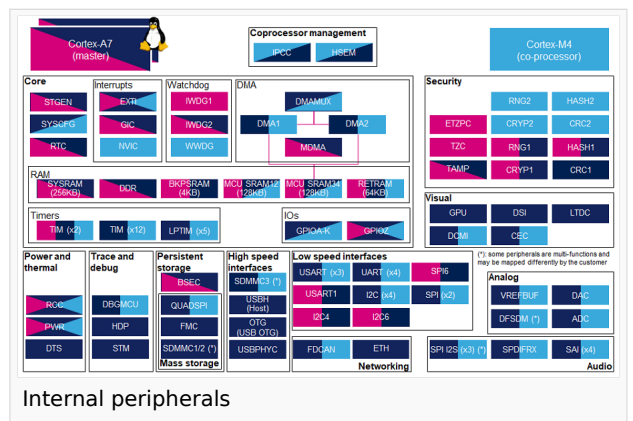 Cortex-A7
(master)
Coprocessor management
IPCC
HSEM
Cortex-M4
(co-processor)
Core
STGEN
SYSCFG
RTC
Interrupts
EXTI
GIC
NVIC
Watchdog
IWDG1
IWDG2
WWDG
DMA
DMAMUX
DMA1
DMA2
MDMA
Security
RNG2
HASH2
ETZPC
CRYP2
CRC2
TZC
RNG1
HASH1
TAMP
CRYP1
CRC1
RAM
SYSRAM
(256KB)
DDR
BKPSRAM
(4KB)
MCU SRAM12
(128KB)
MCU SRAM34
(128KB)
RETRAM
(64KB)
Timers
TIM (x2)
TIM (x12)
LPTIM (x5)
IOs
GPIOA-K
GPIOZ
Visual
GPU
DSI
LTDC
DCMI
CEC
Power and
thermal
RCC
PWR
DTS
Trace and
debug
DBGMCU
HDP
STM
Persistent
storage
BSEC
QUADSPI
FMC
SDMMC1/2 (*)
Mass storage
High speed
interfaces
SDMMC3 (*)
USBH
(Host)
OTG
(USB OTG)
USBPHYC
Low speed interfaces
USART (x3)
UART (x4)
SPI6
USART1
I2C (x4)
SPI (x2)
I2C4
I2C6
(*): some peripherals are multi-functions and
may be mapped differently by the customer
Analog
VREFBUF
DAC
DFSDM (*)
ADC
FDCAN
ETH
Networking
SPI I2S (x3) (*)
SPDIFRX
SAI (x4)
Audio
Internal peripherals